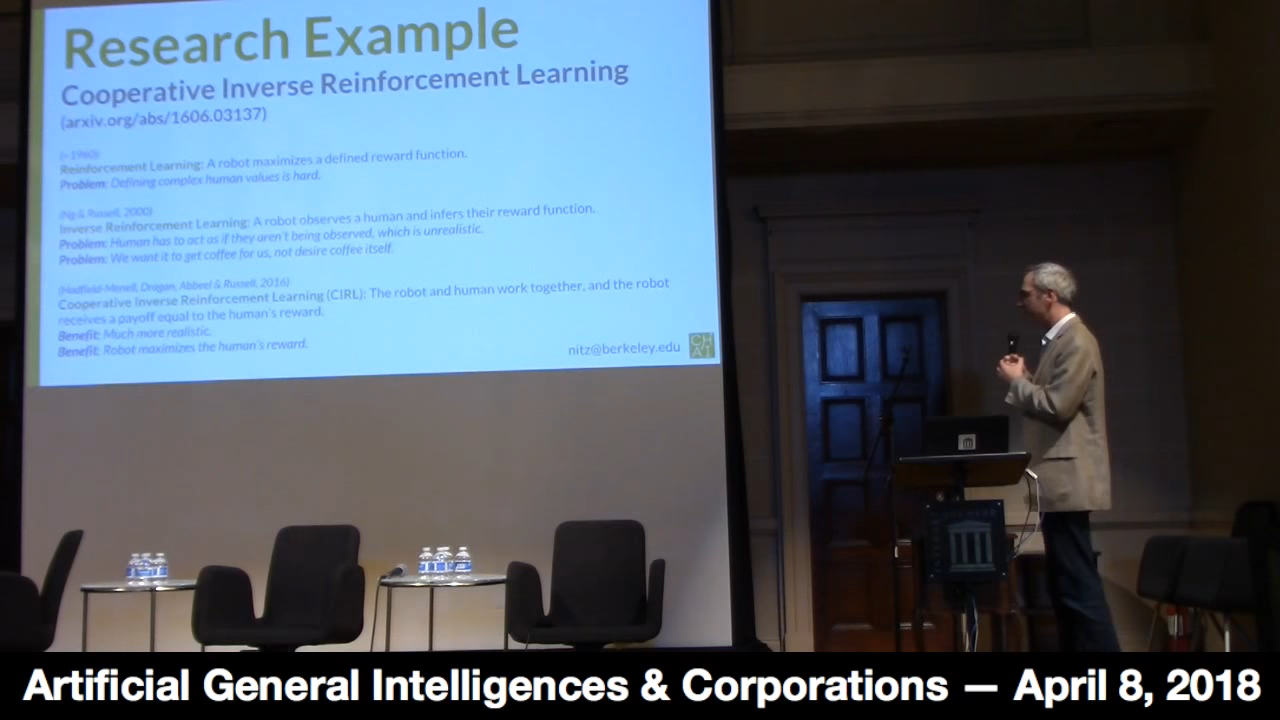 Research Example
Cooperative Inverse Reinforcement Learning
(arxiv.org/abs/1606.03137)
(~1960)
Reinforcement Learning: A robot maximizes a defined reward function.
Problem: Defining complex human values is hard.
(Ng & Russell, 2000)
Inverse Reinforcement Learning: A robot observes a human and infers their reward function.
Problem: Human has to act as if they aren't being observed, which is unrealistic.
Problem: We want it to get coffee for us, not desire coffee itself.
(Hadfield-Menell, Dragan, Abbeel & Russell, 2016)
Cooperative Inverse Reinforcement Learning (CIRL): The robot and human work together, and the robot
receives a payoff equal to the human's reward.
Benefit: Much more realistic.
Benefit: Robot maximizes the human's reward.
nitz@berkeley.edu
CH
AI
Artificial General Intelligences & Corporations — April 8, 2018